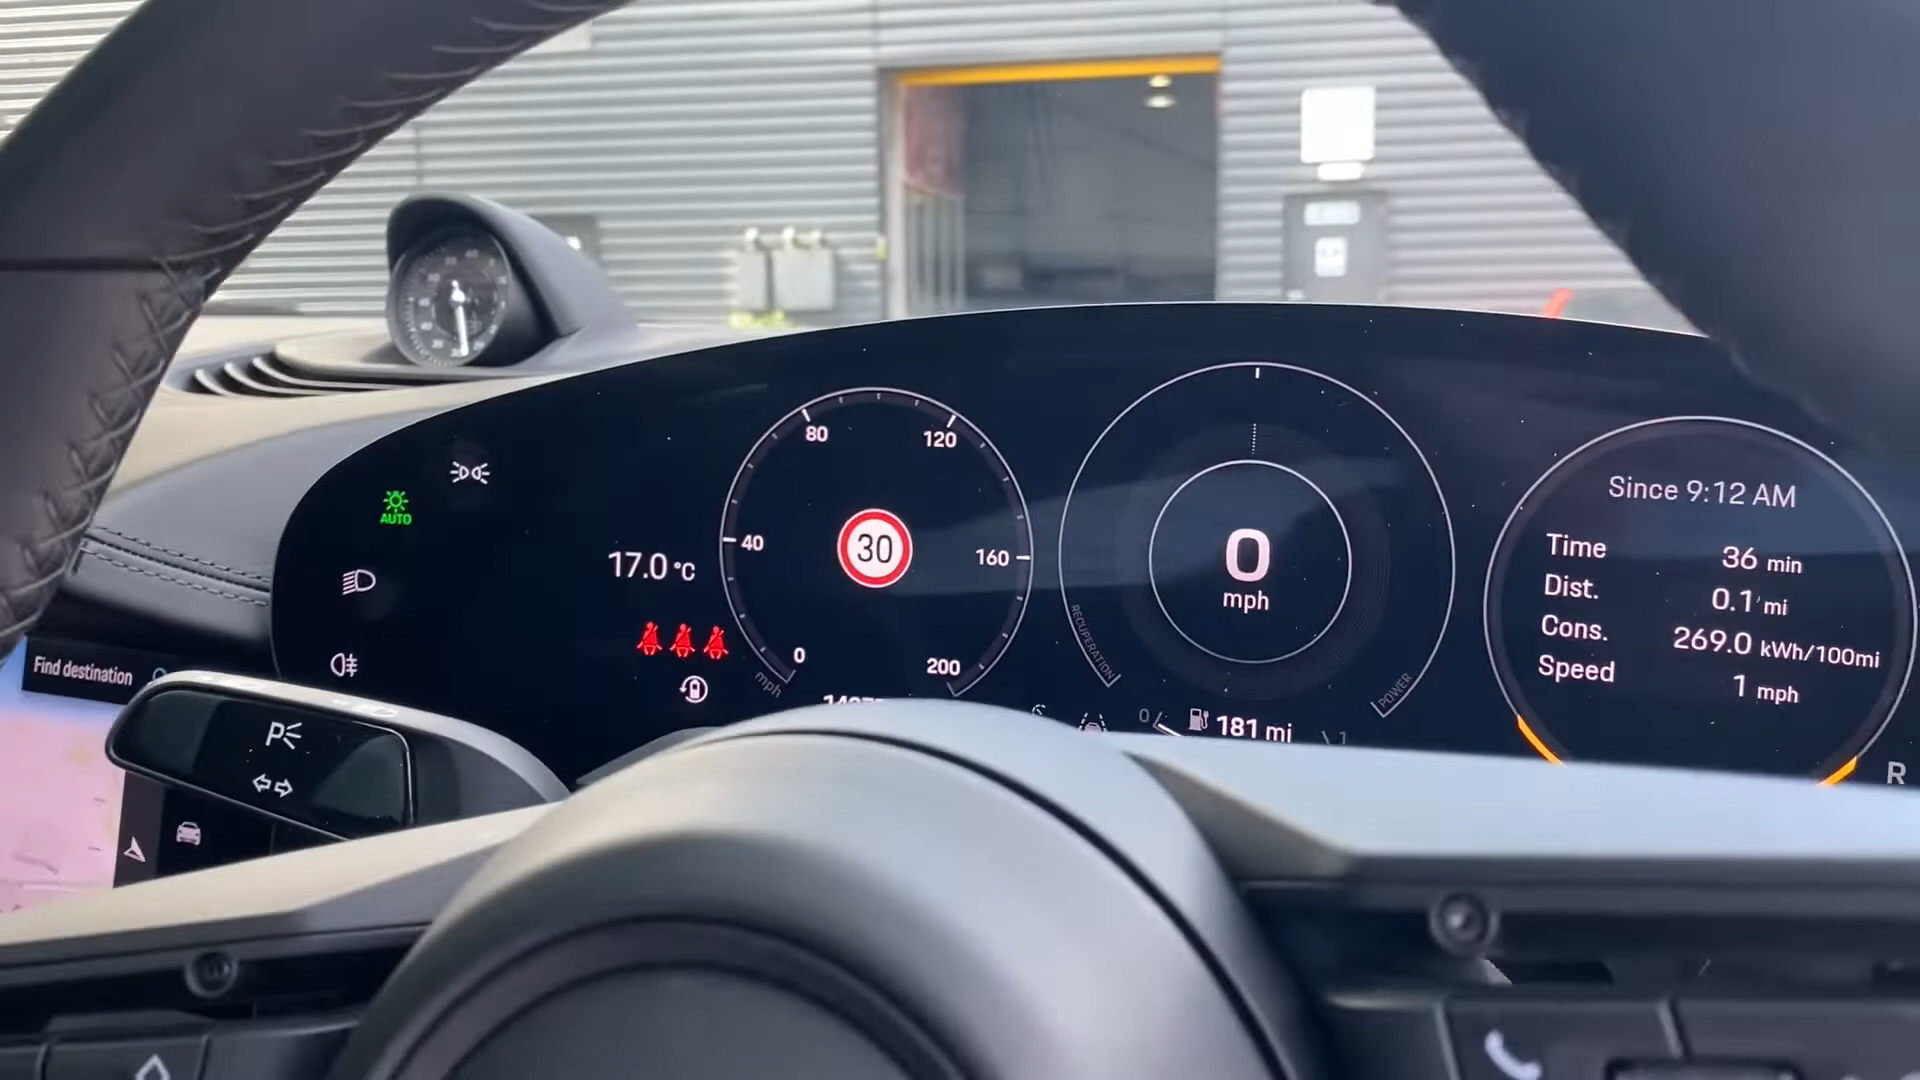 AUTO
17.0 °C
80
120
40
30
160
0
200
mph
0
mph
RECUPERATION
POWER
181 mi
0
1
Since 9:12 AM
Time 36 min
Dist. 0.1 mi
Cons. 269.0 kWh/100mi
Speed 1 mph
R
Find destination
P